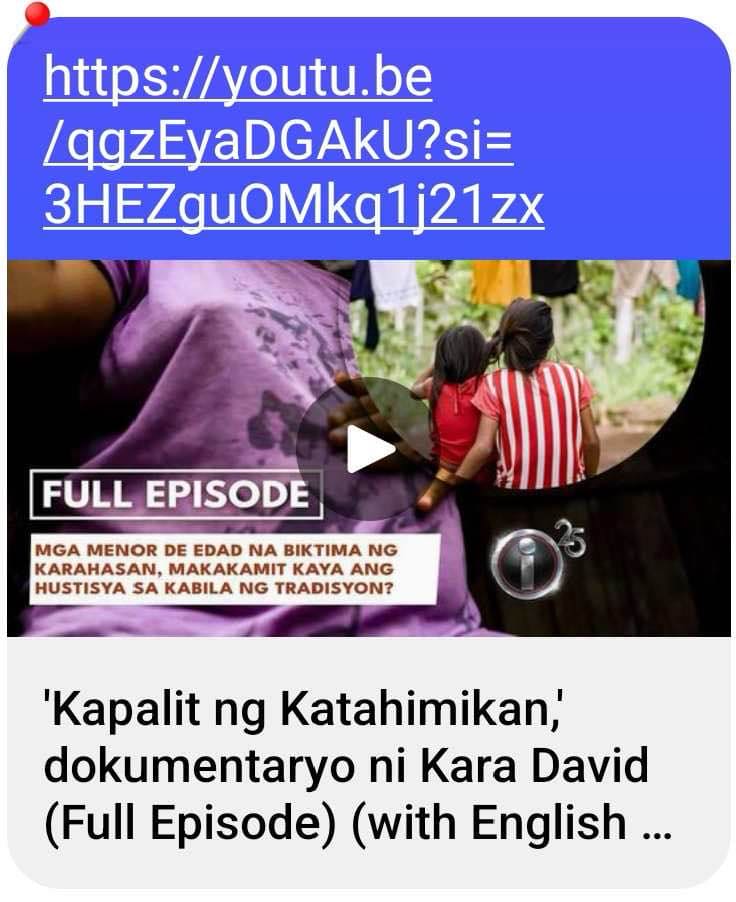 https://youtu.be
/qgzEyaDGAkU?si=
3HEZguOMkq1j21zx
FULL EPISODE
MGA MENOR DE EDAD NA BIKTIMA NG
KARAHASAN, MAKAKAMIT KAYA ANG
HUSTISYA SA KABILA NG TRADISYON?
i 25
'Kapalit ng Katahimikan,'
dokumentaryo ni Kara David
(Full Episode) (with English ...